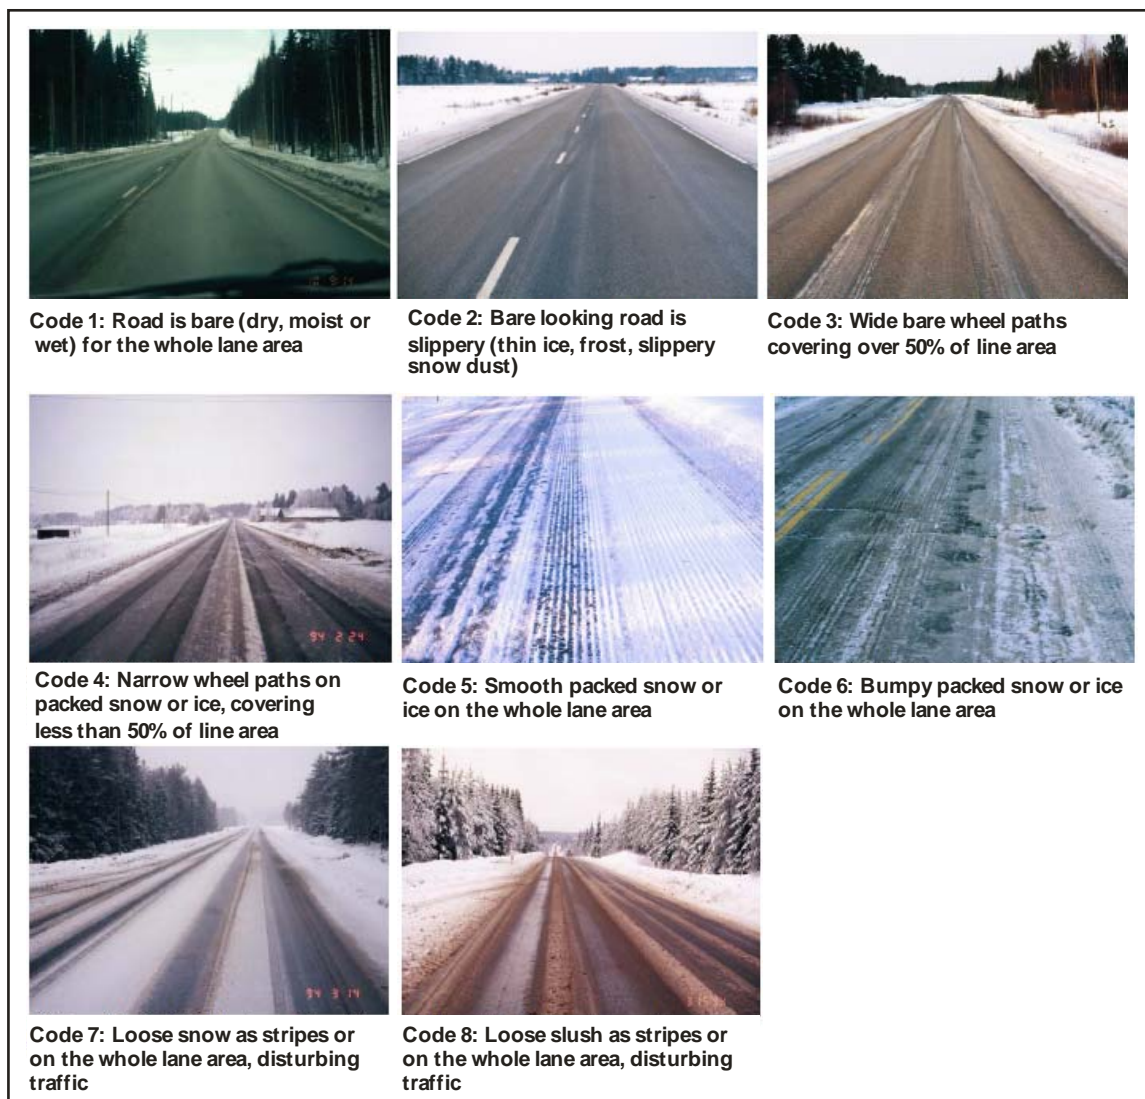 Code 1: Road is bare (dry, moist or
wet) for the whole lane area
Code 2: Bare looking road is
slippery (thin ice, frost, slippery
snow dust)
Code 3: Wide bare wheel paths
covering over 50% of line area
94 2 24
Code 4: Narrow wheel paths on
packed snow or ice, covering
less than 50% of line area
Code 5: Smooth packed snow or
ice on the whole lane area
Code 6: Bumpy packed snow or ice
on the whole lane area
94 3 14
Code 7: Loose snow as stripes or
on the whole lane area, disturbing
traffic
Code 8: Loose slush as stripes or
on the whole lane area, disturbing
traffic